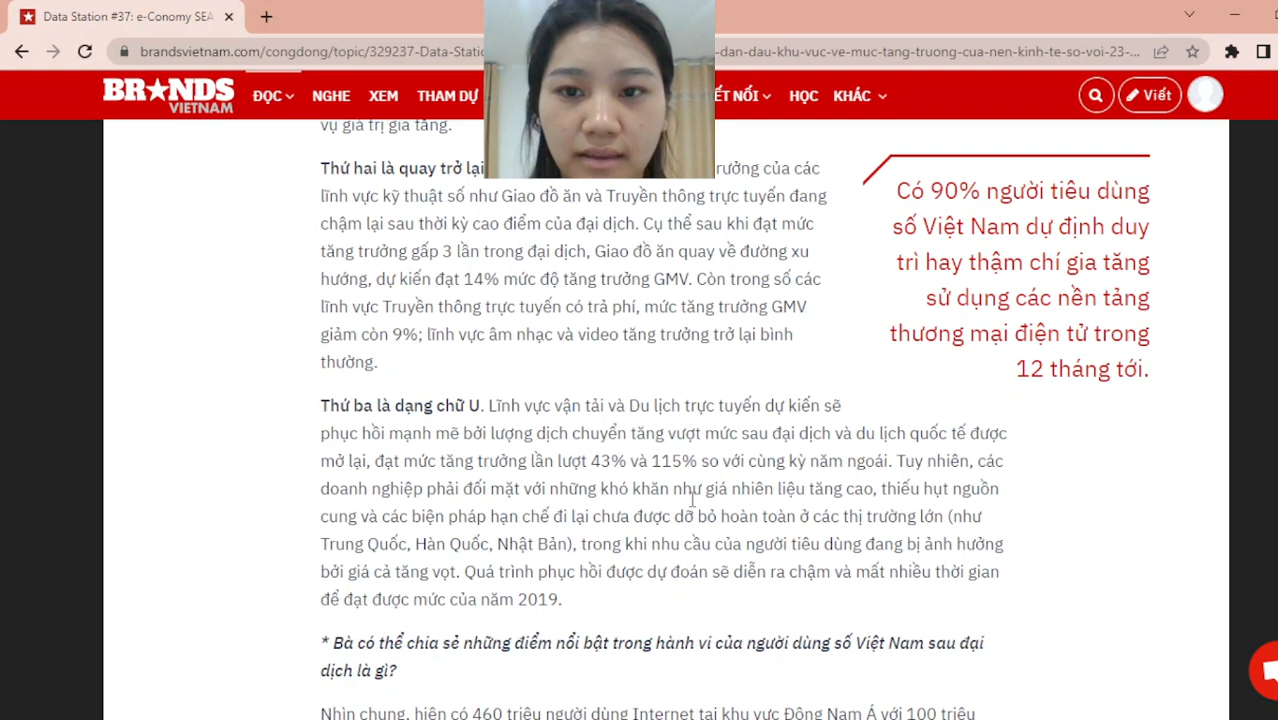 Data Station #37: e-Conomy SEA
brandsvietnam.com/congdong/topic/329237-Data-Stati
-dan-dau-khu-vuc-ve-muc-tang-truong-cua-nen-kinh-te-so-voi-23-...
BR★NDS
VIETNAM
ĐỌC
NGHE
XEM
THAM DỰ
ẾT NỐI
HỌC
KHÁC
Viết
vụ giá trị gia tăng.
Thứ hai là quay trở lại
rưởng của các
lĩnh vực kỹ thuật số như Giao đồ ăn và Truyền thông trực tuyến đang
chậm lại sau thời kỳ cao điểm của đại dịch. Cụ thể sau khi đạt mức
tăng trưởng gấp 3 lần trong đại dịch, Giao đồ ăn quay về đường xu
hướng, dự kiến đạt 14% mức độ tăng trưởng GMV. Còn trong số các
lĩnh vực Truyền thông trực tuyến có trả phí, mức tăng trưởng GMV
giảm còn 9%; lĩnh vực âm nhạc và video tăng trưởng trở lại bình
thường.
Có 90% người tiêu dùng
số Việt Nam dự định duy
trì hay thậm chí gia tăng
sử dụng các nền tảng
thương mại điện tử trong
12 tháng tới.
Thứ ba là dạng chữ U. Lĩnh vực vận tải và Du lịch trực tuyến dự kiến sẽ
phục hồi mạnh mẽ bởi lượng dịch chuyển tăng vượt mức sau đại dịch và du lịch quốc tế được
mở lại, đạt mức tăng trưởng lần lượt 43% và 115% so với cùng kỳ năm ngoái. Tuy nhiên, các
doanh nghiệp phải đối mặt với những khó khăn như giá nhiên liệu tăng cao, thiếu hụt nguồn
cung và các biện pháp hạn chế đi lại chưa được dỡ bỏ hoàn toàn ở các thị trường lớn (như
Trung Quốc, Hàn Quốc, Nhật Bản), trong khi nhu cầu của người tiêu dùng đang bị ảnh hưởng
bởi giá cả tăng vọt. Quá trình phục hồi được dự đoán sẽ diễn ra chậm và mất nhiều thời gian
để đạt được mức của năm 2019.
* Bà có thể chia sẻ những điểm nổi bật trong hành vi của người dùng số Việt Nam sau đại
dịch là gì?
Nhìn chung, hiện có 460 triệu người dùng Internet tại khu vực Đông Nam Á với 100 triệu